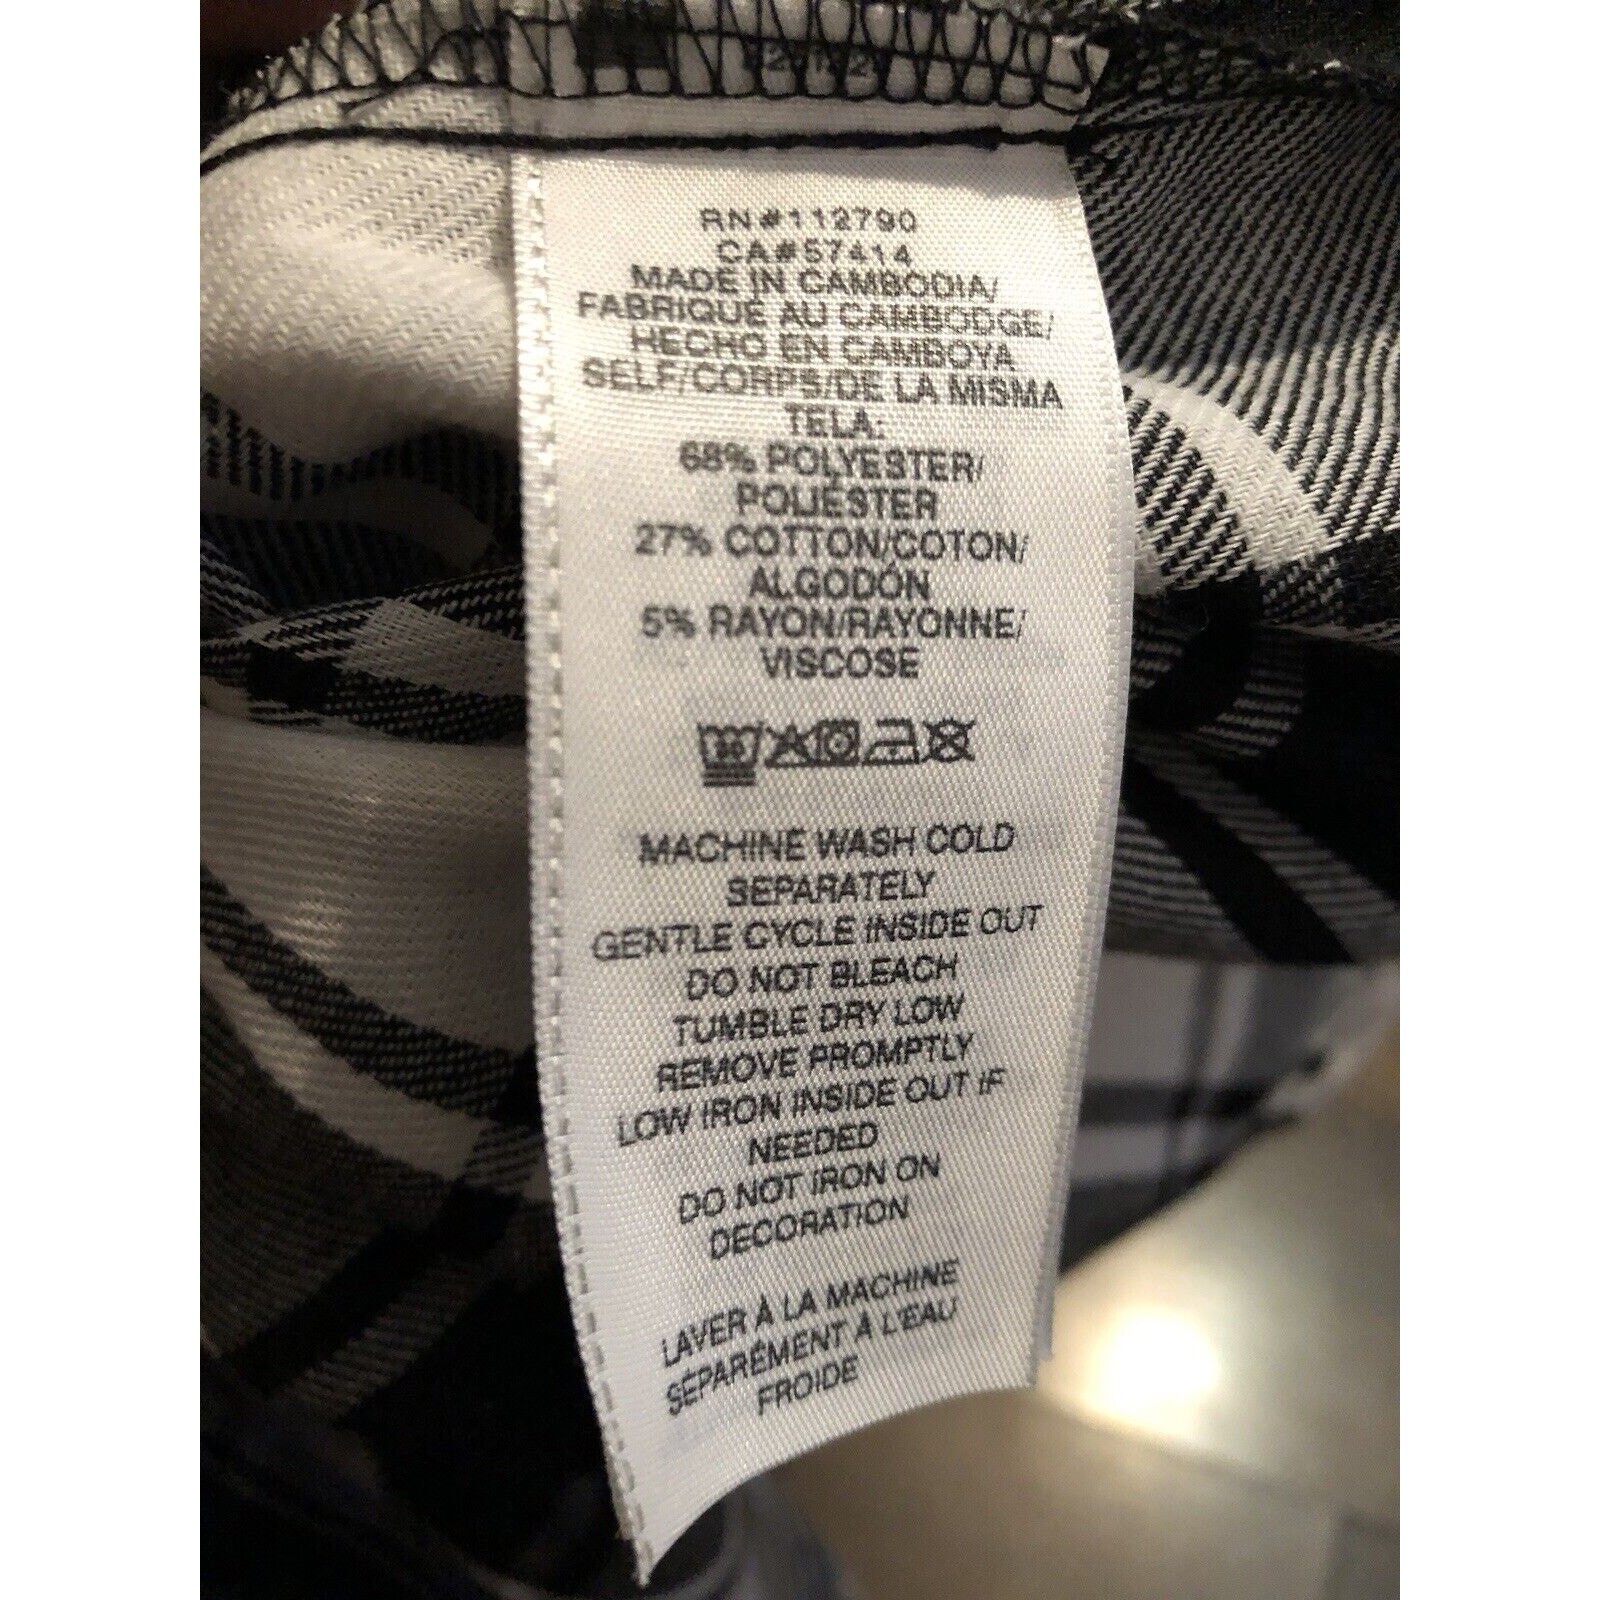 RN#112790
CA#57414
MADE IN CAMBODIA/
FABRIQUÉ AU CAMBODGE/
HECHO EN CAMBOYA
SELF/CORPS/DE LA MISMA
TELA:
68% POLYESTER/
POLIÉSTER
27% COTTON/COTON/
ALGODÓN
5% RAYON/RAYONNE/
VISCOSE
30
MACHINE WASH COLD
SEPARATELY
GENTLE CYCLE INSIDE OUT
DO NOT BLEACH
TUMBLE DRY LOW
REMOVE PROMPTLY
LOW IRON INSIDE OUT IF
NEEDED
DO NOT IRON ON
DECORATION
LAVER À LA MACHINE
SÉPARÉMENT À L'EAU
FROIDE